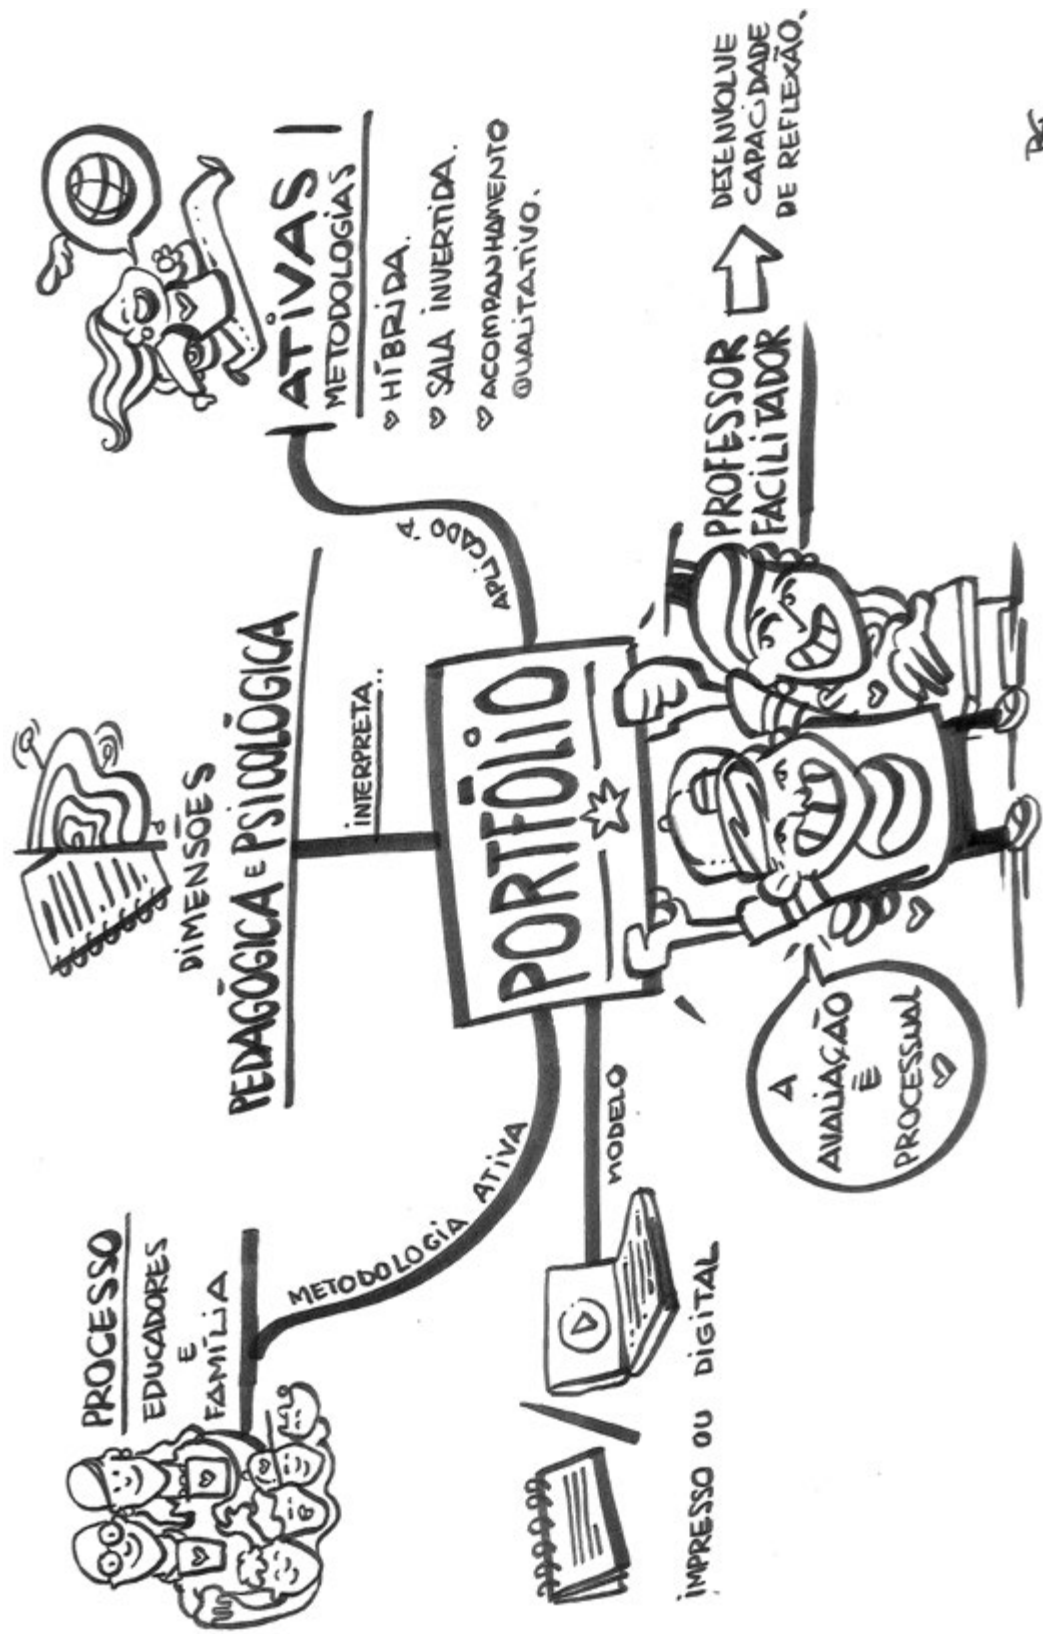 PROCESSO
EDUCADORES
E
FAMÍLIA
METODOLOGIA ATIVA
DIMENSÕES
PEDAGÓGICA E PSICOLÓGICA
INTERPRETA..
ATIVAS
METODOLOGIAS
HÍBRIDA.
SALA INVERTIDA.
ACOMPANHAMENTO
QUALITATIVO.
APLICADO À
PORTFÓLIO
MODELO
IMPRESSO OU DIGITAL
A
AVALIAÇÃO
É
PROCESSUAL
PROFESSOR
FACILITADOR
DESENVOLVE
CAPACIDADE
DE REFLEXÃO.